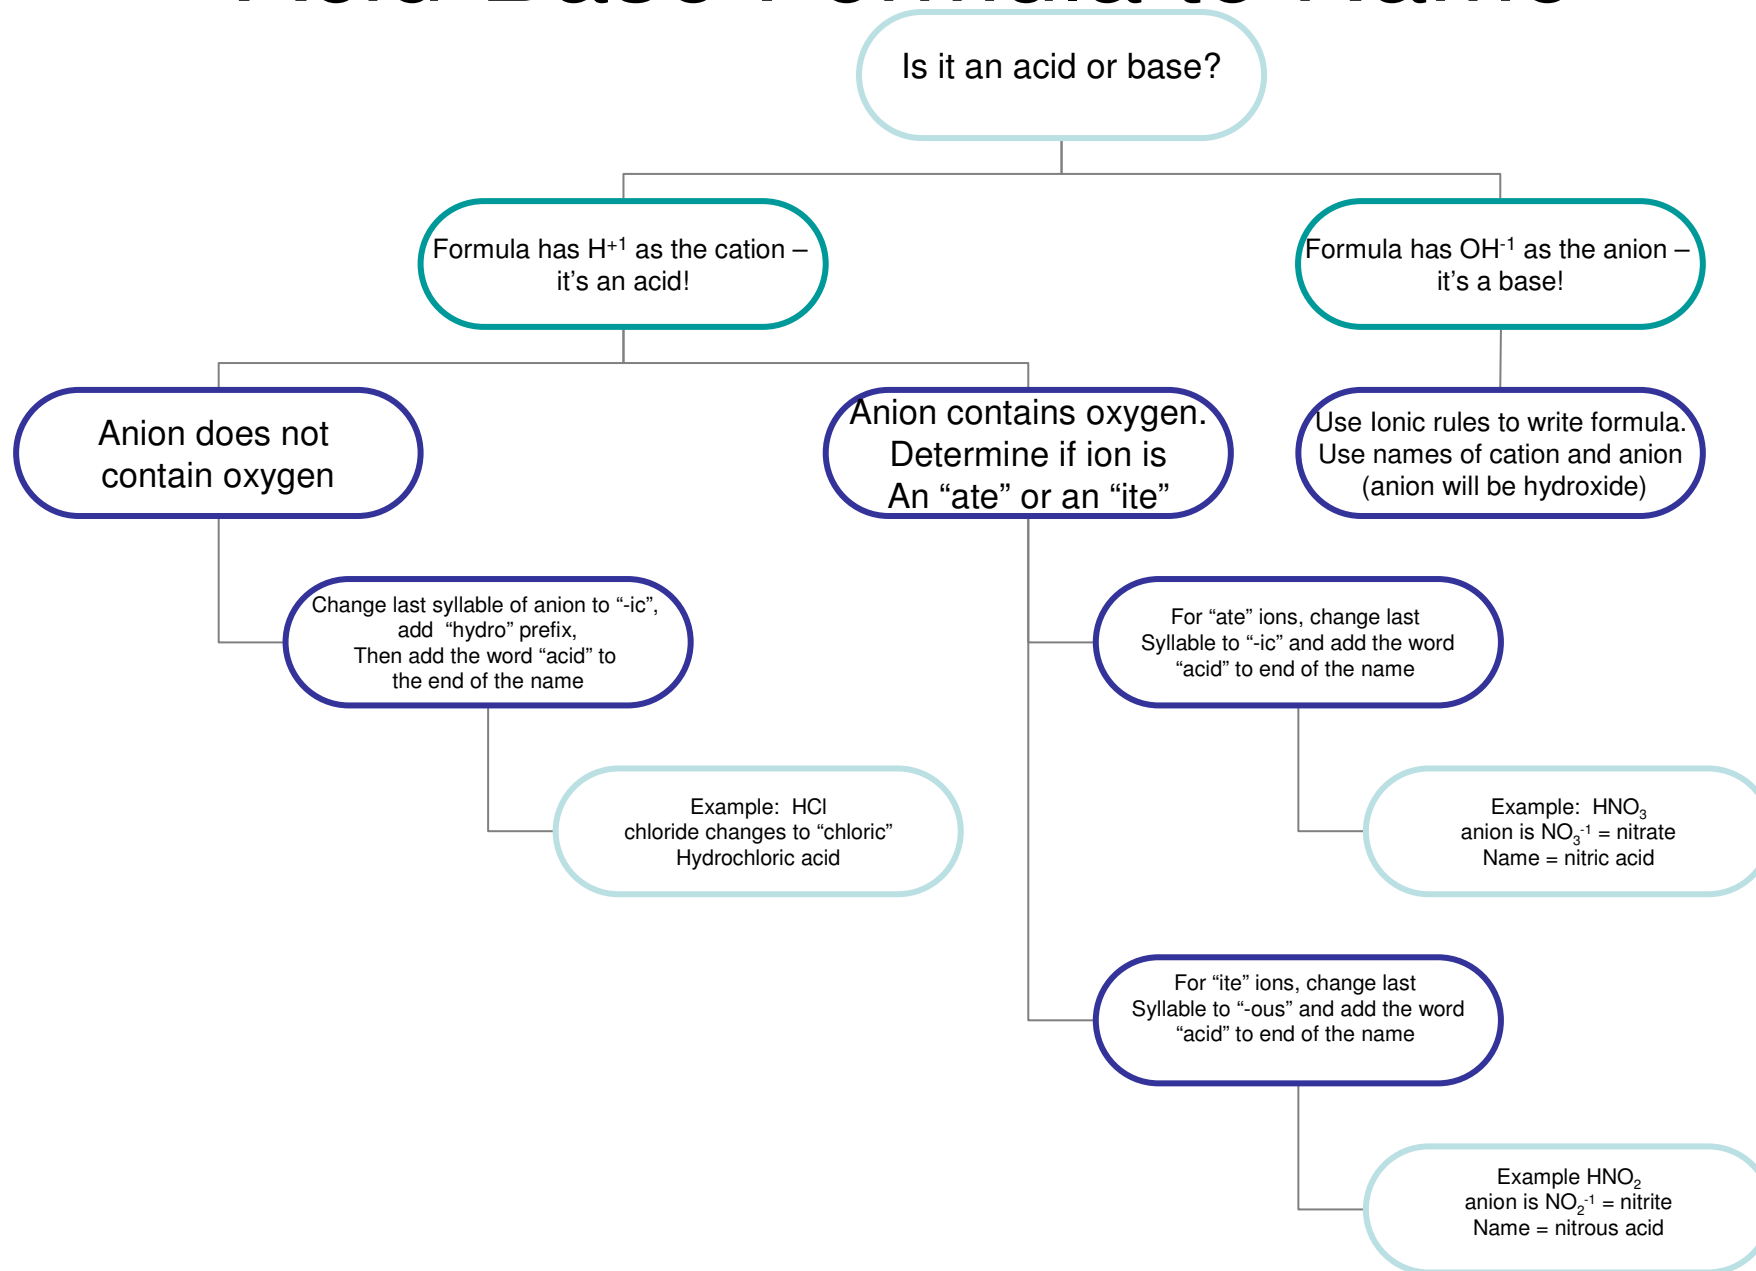 Acid Base Formula to Name
Is it an acid or base?
Formula has H+1 as the cation –
it's an acid!
Formula has OH-1 as the anion –
it's a base!
Anion does not
contain oxygen
Anion contains oxygen.
Determine if ion is
An “ate” or an “ite”
Use Ionic rules to write formula.
Use names of cation and anion
(anion will be hydroxide)
Change last syllable of anion to “-ic”,
add “hydro” prefix,
Then add the word “acid” to
the end of the name
For “ate” ions, change last
Syllable to “-ic” and add the word
“acid” to end of the name
Example: HCl
chloride changes to “chloric”
Hydrochloric acid
Example: HNO3
anion is NO3-1 = nitrate
Name = nitric acid
For “ite” ions, change last
Syllable to “-ous” and add the word
“acid” to end of the name
Example HNO2
anion is NO2-1 = nitrite
Name = nitrous acid